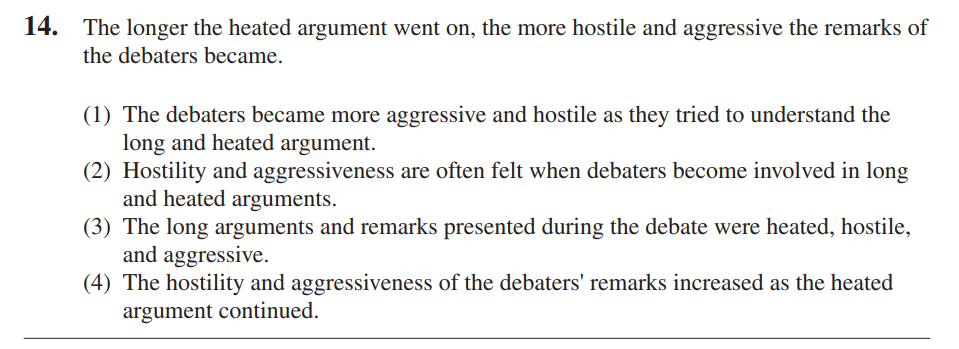 14. The longer the heated argument went on, the more hostile and aggressive the remarks of
the debaters became.
(1) The debaters became more aggressive and hostile as they tried to understand the
long and heated argument.
(2) Hostility and aggressiveness are often felt when debaters become involved in long
and heated arguments.
(3) The long arguments and remarks presented during the debate were heated, hostile,
and aggressive.
(4) The hostility and aggressiveness of the debaters' remarks increased as the heated
argument continued.